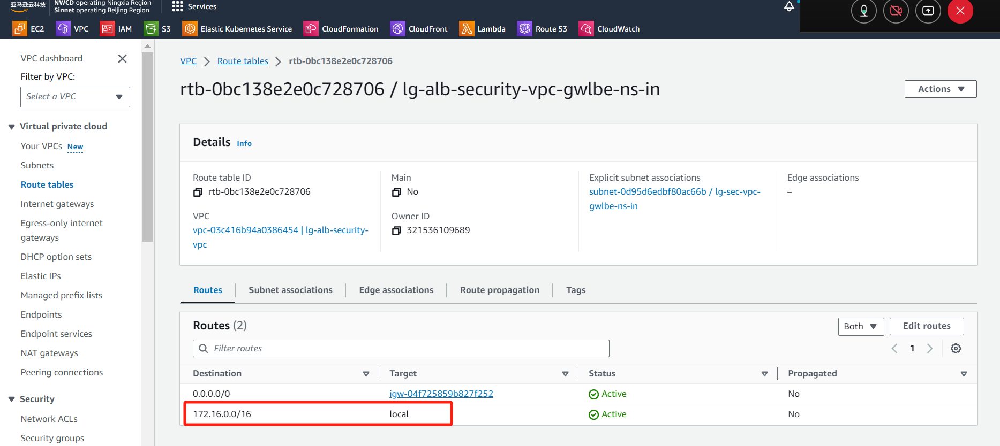 亚马逊云科技
NWCD operating Ningxia Region
Sinnet operating Beijing Region
Services
EC2 VPC IAM S3 Elastic Kubernetes Service CloudFormation CloudFront Lambda Route 53 CloudWatch
VPC dashboard
Filter by VPC:
Select a VPC
Virtual private cloud
Your VPCs New
Subnets
Route tables
Internet gateways
Egress-only internet
gateways
DHCP option sets
Elastic IPs
Managed prefix lists
Endpoints
Endpoint services
NAT gateways
Peering connections
Security
Network ACLs
Security groups
VPC Route tables rtb-0bc138e2e0c728706
rtb-0bc138e2e0c728706 / lg-alb-security-vpc-gwlbe-ns-in
Actions
Details Info
Route table ID
rtb-0bc138e2e0c728706
VPC
vpc-03c416b94a0386454 | lg-alb-security-
vpc
Main
No
Owner ID
321536109689
Explicit subnet associations
subnet-0d95d6edbf80ac66b / lg-sec-vpc-
gwlbe-ns-in
Edge associations
–
Routes Subnet associations Edge associations Route propagation Tags
Routes (2)
Both
Edit routes
Filter routes
1
Destination Target Status Propagated
0.0.0.0/0 igw-04f725859b827f252 Active No
172.16.0.0/16 local Active No